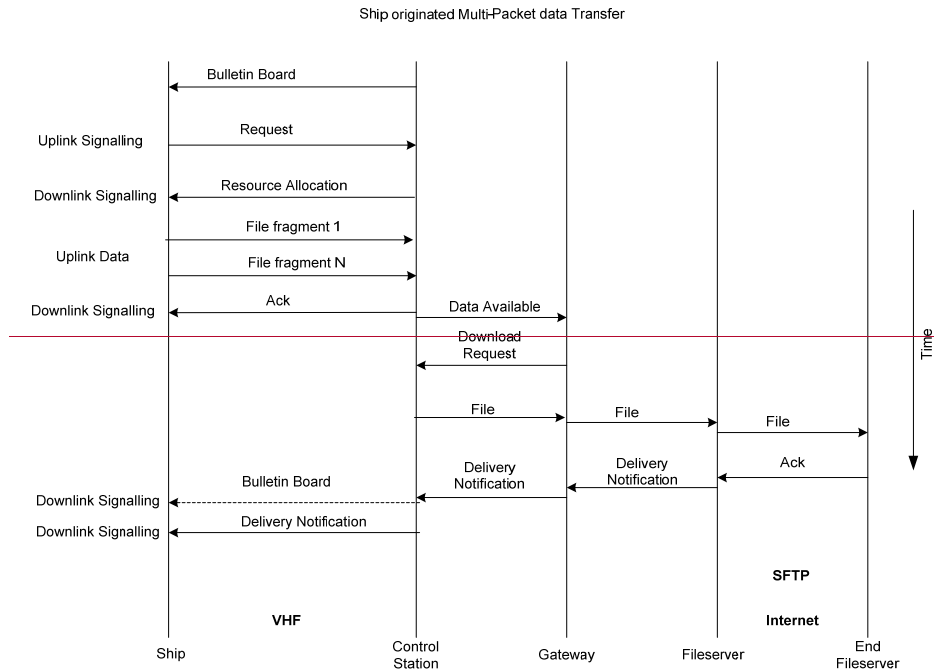 Ship originated Multi-Packet data Transfer
Bulletin Board
Uplink Signalling
Request
Downlink Signalling
Resource Allocation
File fragment 1
Uplink Data
File fragment N
Downlink Signalling
Ack
Data Available
Download
Request
Time
File
File
File
Ack
Delivery
Notification
Delivery
Notification
Bulletin Board
Downlink Signalling
Delivery Notification
Downlink Signalling
SFTP
VHF
Internet
Ship
Control
Station
Gateway
Fileserver
End
Fileserver